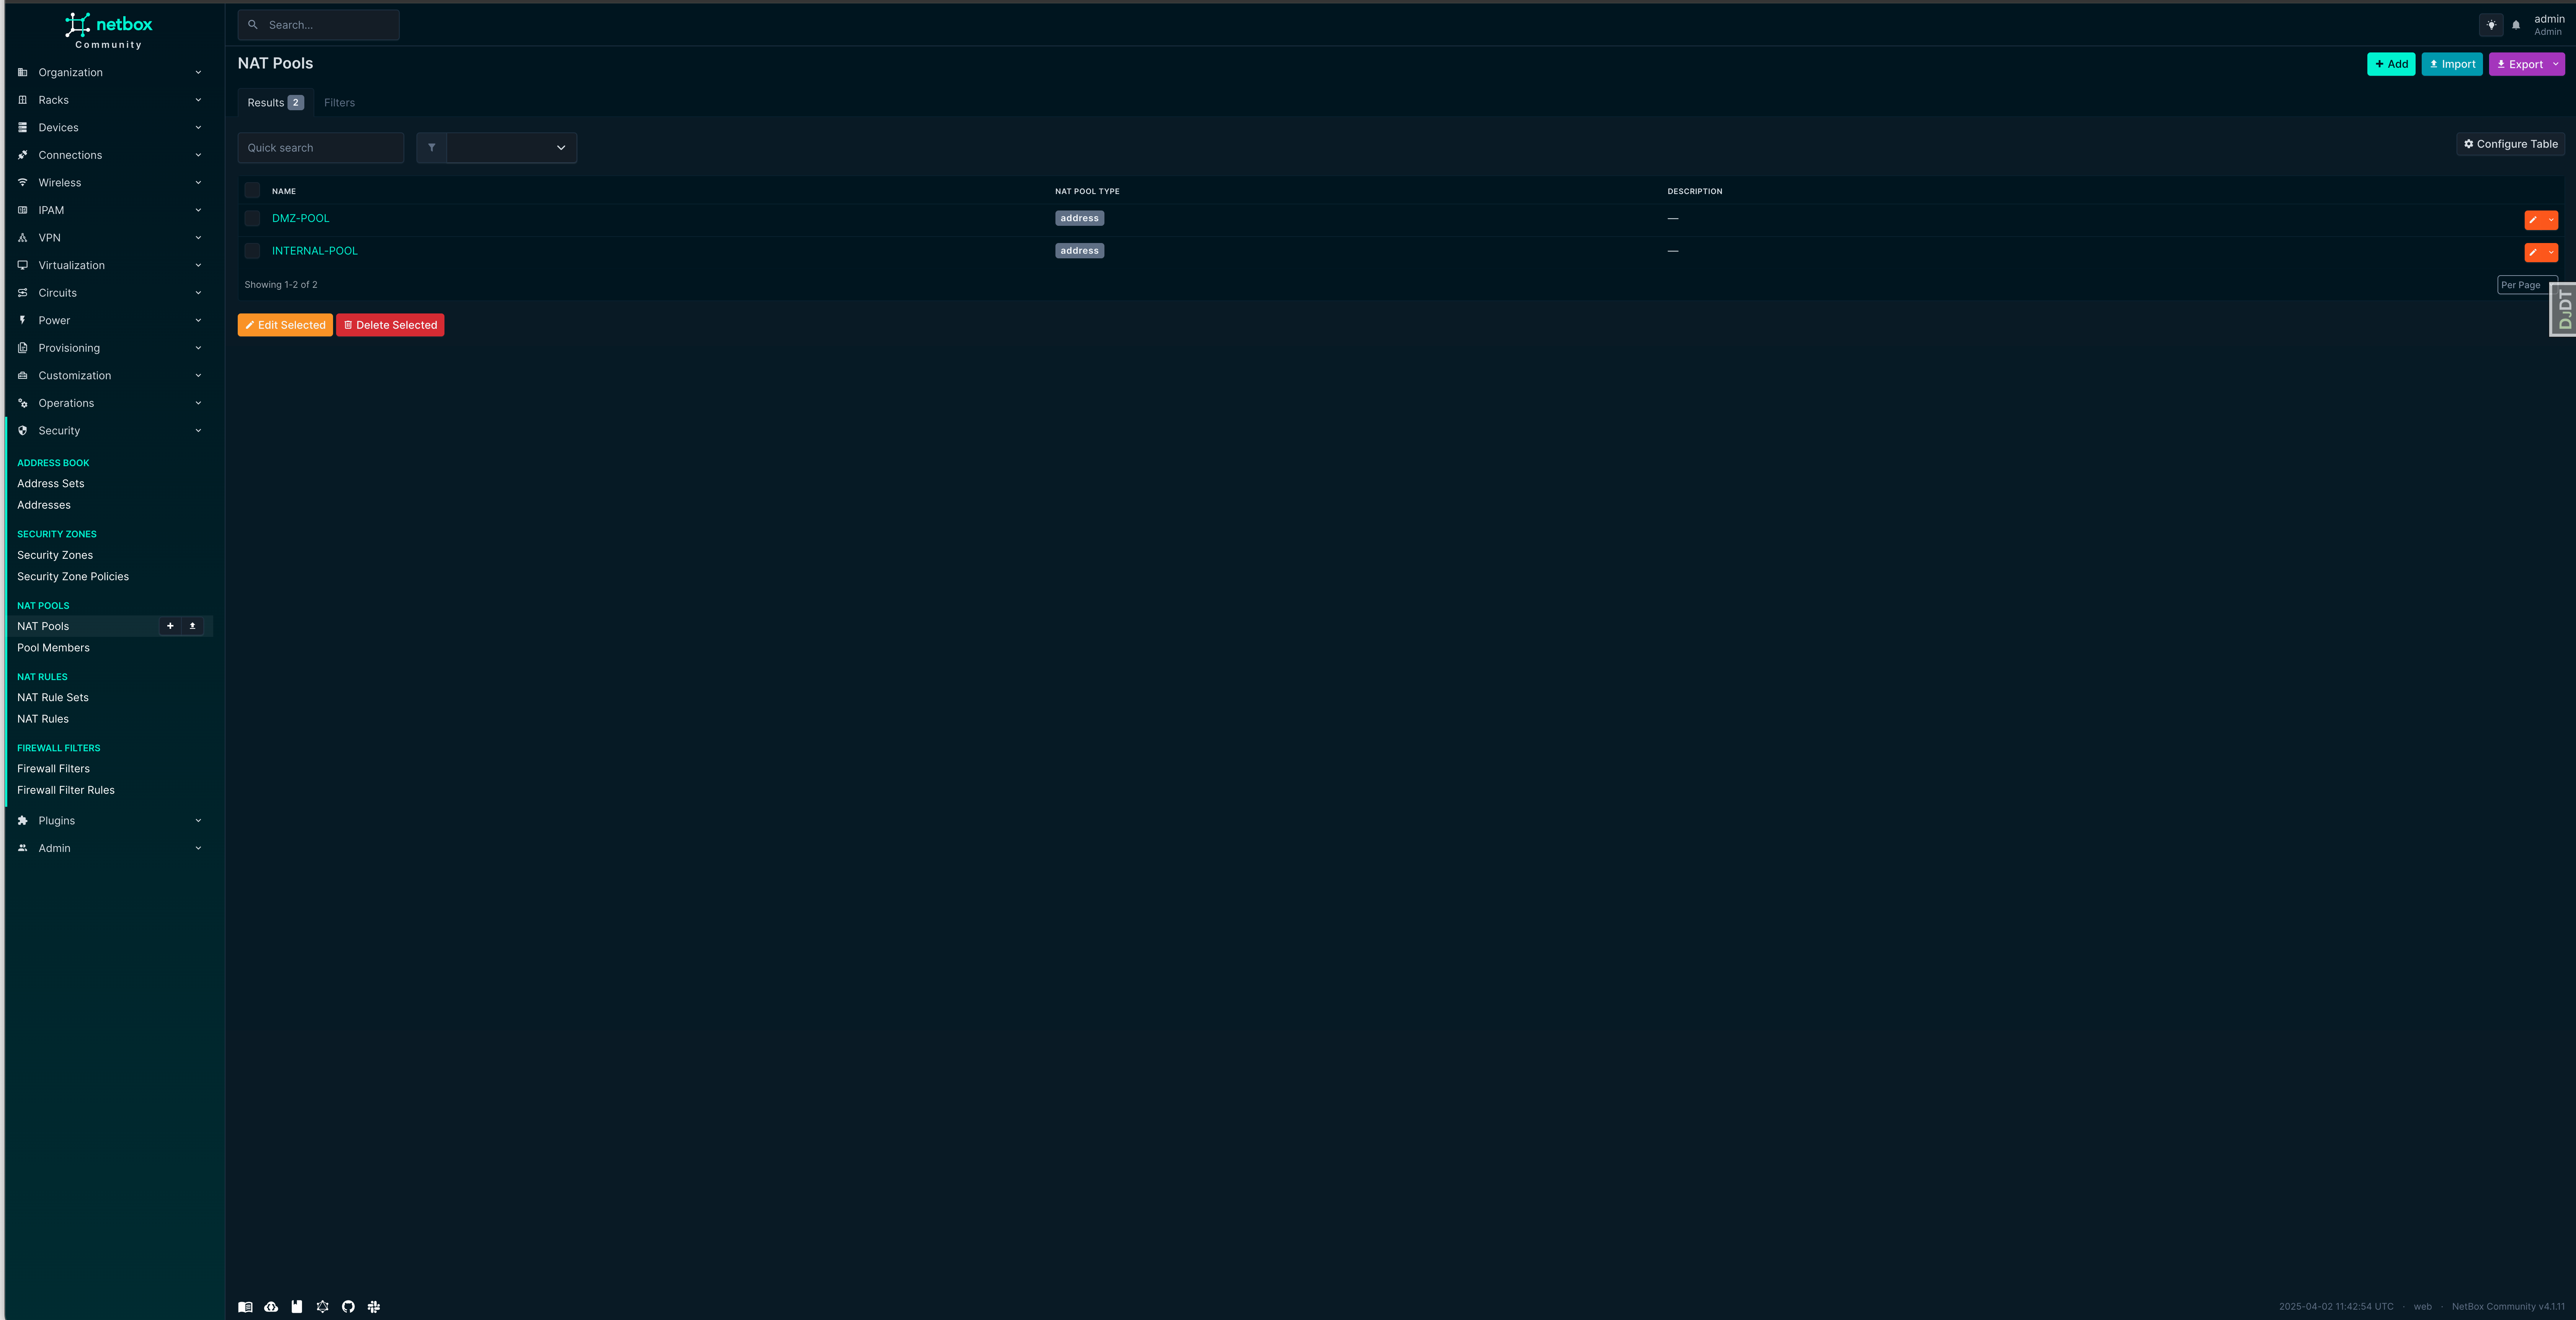 netbox
Community
Search...
admin
Admin
Organization
Racks
Devices
Connections
Wireless
IPAM
VPN
Virtualization
Circuits
Power
Provisioning
Customization
Operations
Security
ADDRESS BOOK
Address Sets
Addresses
SECURITY ZONES
Security Zones
Security Zone Policies
NAT POOLS
NAT Pools
Pool Members
NAT RULES
NAT Rule Sets
NAT Rules
FIREWALL FILTERS
Firewall Filters
Firewall Filter Rules
Plugins
Admin
NAT Pools
+ Add Import Export
Results 2 Filters
Quick search
Configure Table
NAME NAT POOL TYPE DESCRIPTION
DMZ-POOL address —
INTERNAL-POOL address —
Showing 1-2 of 2
Per Page
DJDT
Edit Selected Delete Selected
2025-04-02 11:42:54 UTC · web · NetBox Community v4.1.11